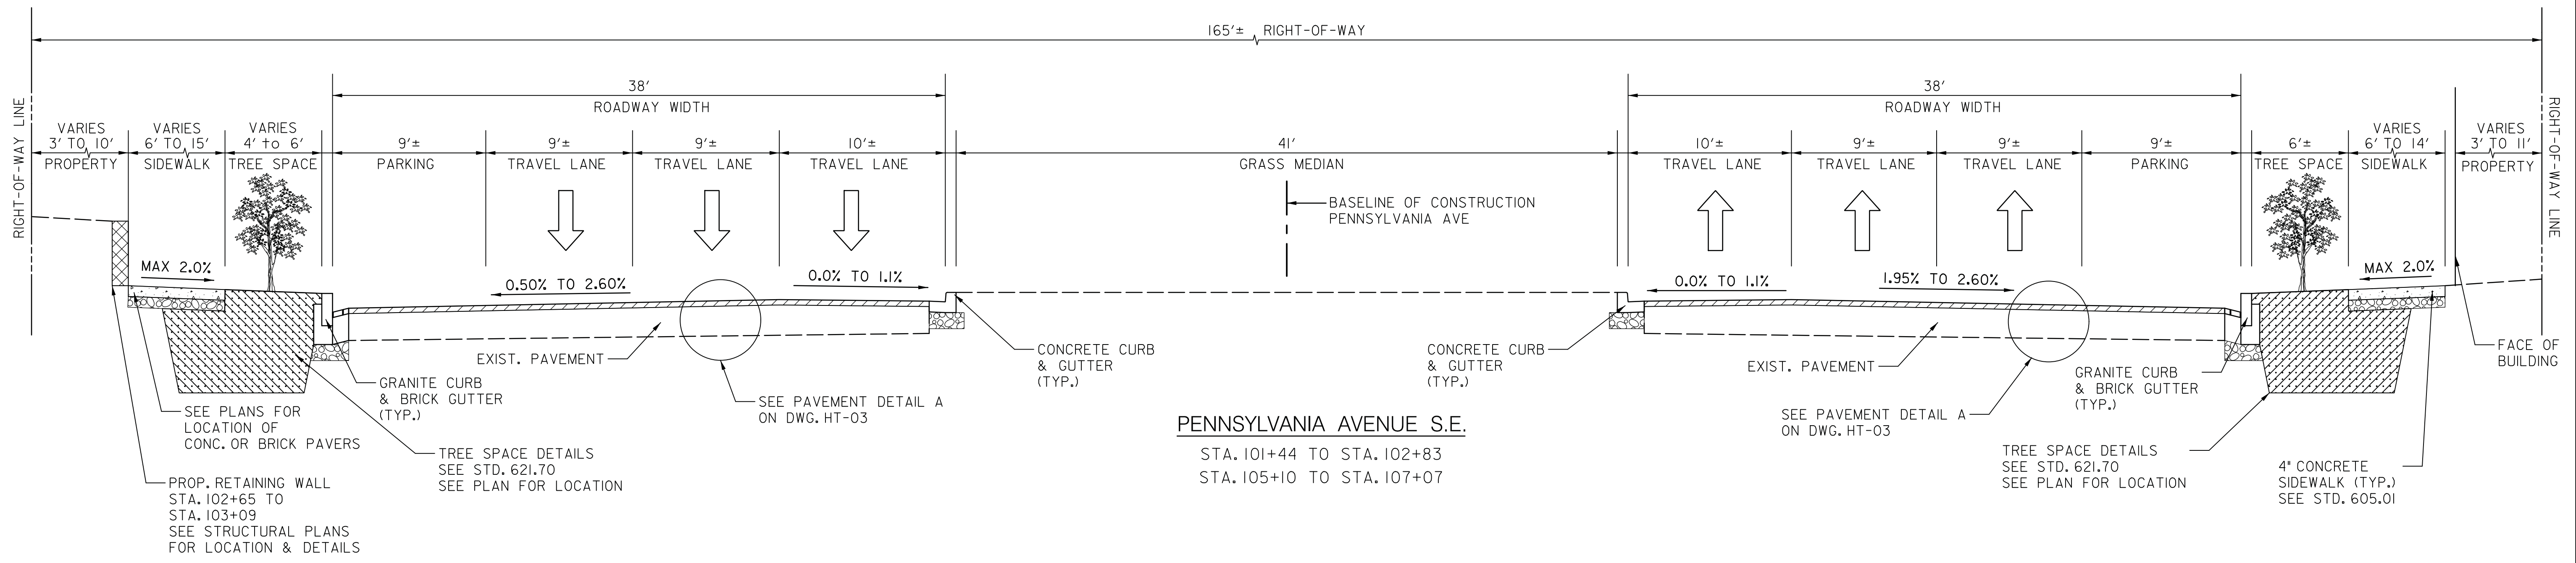 165'± RIGHT-OF-WAY
38'
ROADWAY WIDTH
38'
ROADWAY WIDTH
RIGHT-OF-WAY LINE
VARIES
3' TO 10'
PROPERTY
VARIES
6' TO 15'
SIDEWALK
VARIES
4' to 6'
TREE SPACE
9'±
PARKING
9'±
TRAVEL LANE
9'±
TRAVEL LANE
10'±
TRAVEL LANE
41'
GRASS MEDIAN
10'±
TRAVEL LANE
9'±
TRAVEL LANE
9'±
TRAVEL LANE
9'±
PARKING
6'±
TREE SPACE
VARIES
6' TO 14'
SIDEWALK
VARIES
3' TO 11'
PROPERTY
RIGHT-OF-WAY LINE
BASELINE OF CONSTRUCTION
PENNSYLVANIA AVE
MAX 2.0%
0.50% TO 2.60%
0.0% TO 1.1%
0.0% TO 1.1%
1.95% TO 2.60%
MAX 2.0%
EXIST. PAVEMENT
CONCRETE CURB
& GUTTER
(TYP.)
CONCRETE CURB
& GUTTER
(TYP.)
EXIST. PAVEMENT
FACE OF
BUILDING
GRANITE CURB
& BRICK GUTTER
(TYP.)
GRANITE CURB
& BRICK GUTTER
(TYP.)
SEE PLANS FOR
LOCATION OF
CONC. OR BRICK PAVERS
SEE PAVEMENT DETAIL A
ON DWG. HT-03
SEE PAVEMENT DETAIL A
ON DWG. HT-03
PENNSYLVANIA AVENUE S.E.
STA. 101+44 TO STA. 102+83
STA. 105+10 TO STA. 107+07
TREE SPACE DETAILS
SEE STD. 621.70
SEE PLAN FOR LOCATION
TREE SPACE DETAILS
SEE STD. 621.70
SEE PLAN FOR LOCATION
4" CONCRETE
SIDEWALK (TYP.)
SEE STD. 605.01
PROP. RETAINING WALL
STA. 102+65 TO
STA. 103+09
SEE STRUCTURAL PLANS
FOR LOCATION & DETAILS